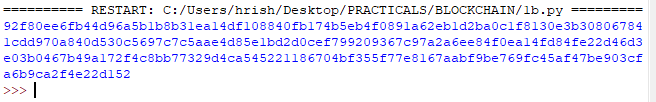 ========== RESTART: C:/Users/hrish/Desktop/PRACTICALS/BLOCKCHAIN/1b.py ==========
92f80ee6fb44d96a5b1b8b31ea14df108840fb174b5eb4f0891a62eb1d2ba0c1f8130e3b30806784
1cdd970a840d530c5697c7c5aae4d85e1bd2d0cef799209367c97a2a6ee84f0ea14fd84fe22d46d3
e03b0467b49a172f4c8bb77329d4ca545221186704bf355f77e8167aabf9be769fc45af47be903cf
a6b9ca2f4e22d152
>>>